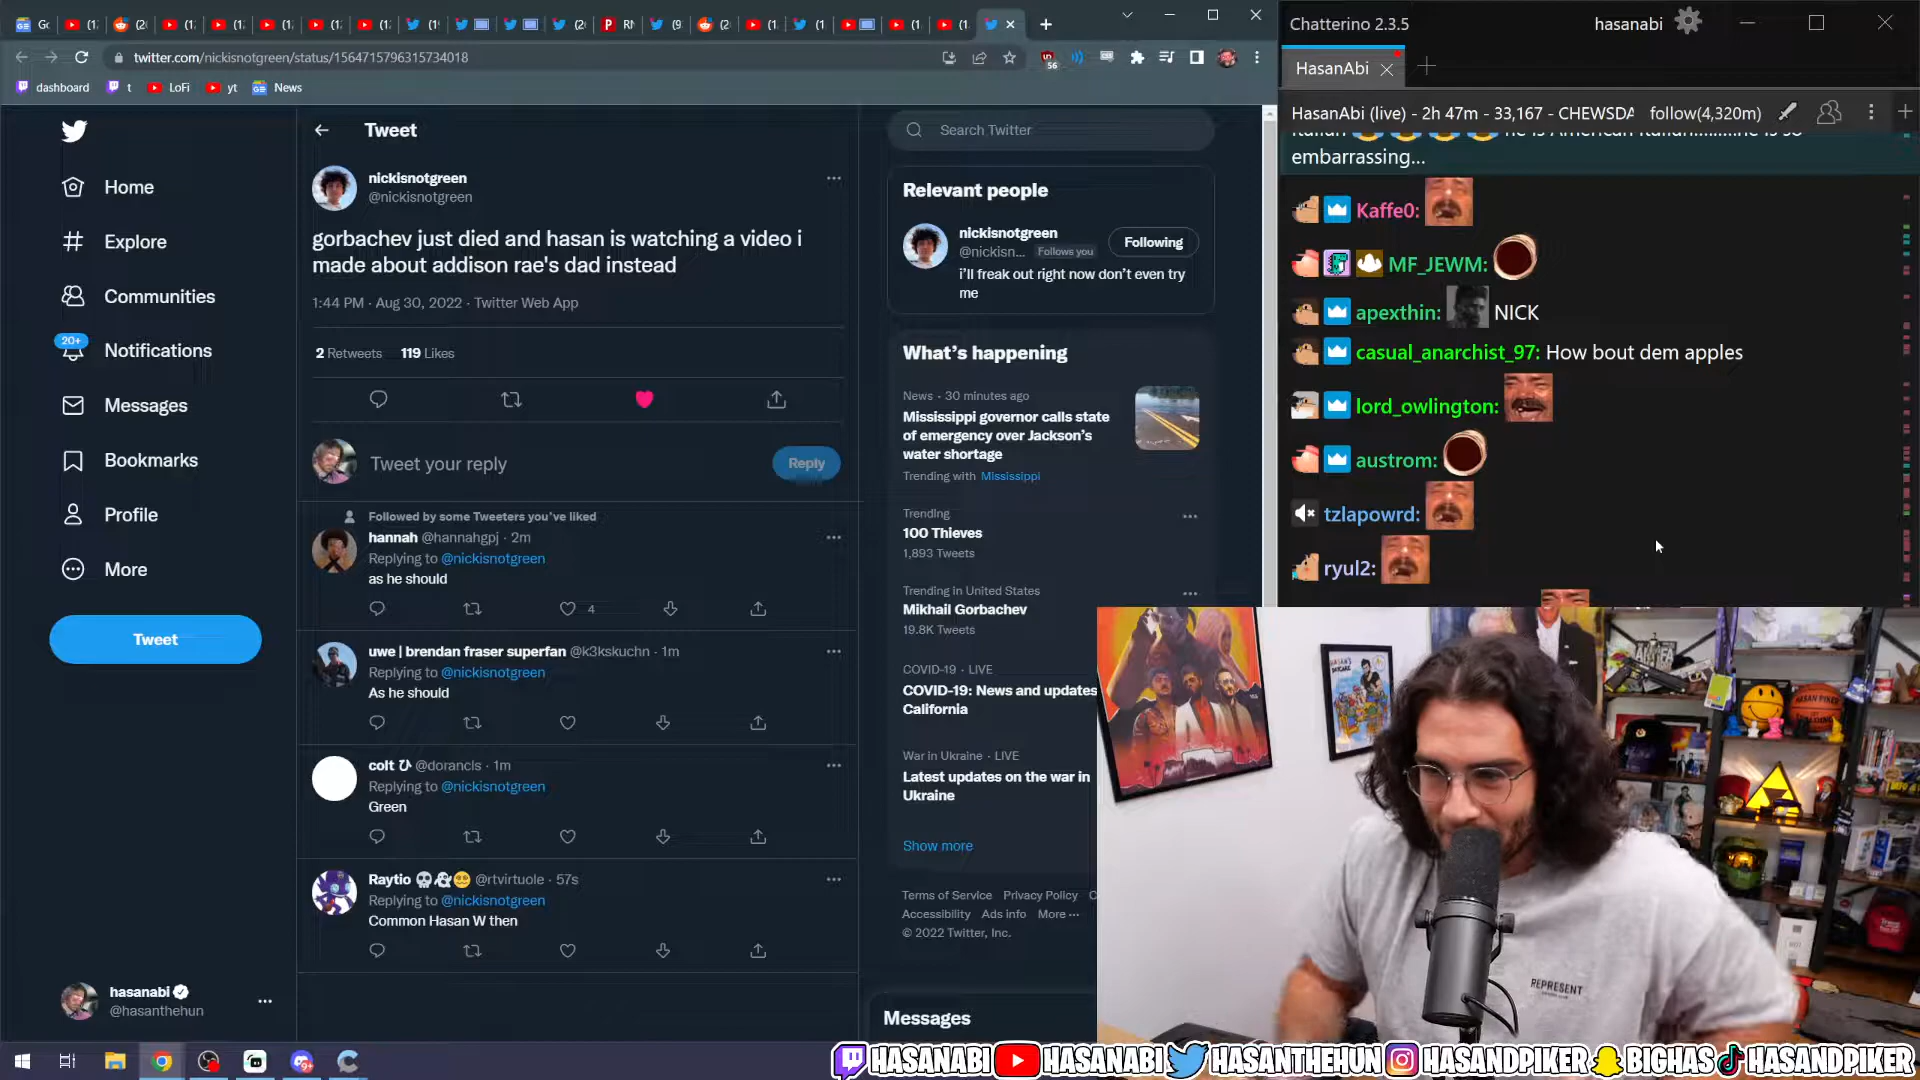 twitter.com/nickisnotgreen/status/1564715796315734018
dashboard
t
LoFi
yt
News
Home
Explore
Communities
20+
Notifications
Messages
Bookmarks
Profile
More
Tweet
hasanabi
@hasanthehun
Tweet
nickisnotgreen
@nickisnotgreen
gorbachev just died and hasan is watching a video i
made about addison rae's dad instead
1:44 PM · Aug 30, 2022 · Twitter Web App
2 Retweets 119 Likes
Tweet your reply
Reply
Followed by some Tweeters you've liked
hannah @hannahgpj · 2m
Replying to @nickisnotgreen
as he should
4
uwe | brendan fraser superfan @k3kskuchn · 1m
Replying to @nickisnotgreen
As he should
colt ひ @dorancls · 1m
Replying to @nickisnotgreen
Green
Raytio 💀👻😵‍💫 @rtvirtuole · 57s
Replying to @nickisnotgreen
Common Hasan W then
Search Twitter
Relevant people
nickisnotgreen
@nickisn... Follows you
Following
i'll freak out right now don't even try
me
What's happening
News · 30 minutes ago
Mississippi governor calls state
of emergency over Jackson's
water shortage
Trending with Mississippi
Trending
100 Thieves
1,893 Tweets
Trending in United States
Mikhail Gorbachev
19.8K Tweets
COVID-19 · LIVE
COVID-19: News and updates
California
War in Ukraine · LIVE
Latest updates on the war in
Ukraine
Show more
Terms of Service Privacy Policy C
Accessibility Ads info More ···
© 2022 Twitter, Inc.
Messages
Chatterino 2.3.5
hasanabi
HasanAbi
HasanAbi (live) - 2h 47m - 33,167 - CHEWSDA
follow(4,320m)
italian he is American Italian.........he is so
embarrassing...
Kaffe0:
MF_JEWM:
apexthin: NICK
casual_anarchist_97: How bout dem apples
lord_owlington:
austrom:
tzlapowrd:
ryul2:
REPRESENT
HASANABI HASANABI HASANTHEHUN HASANDPIKER BIGHAS HASANDPIKER